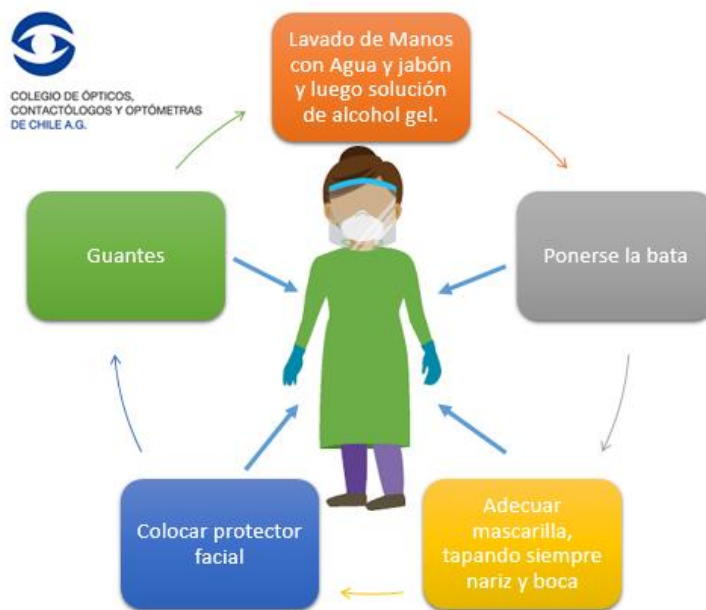 COLEGIO DE ÓPTICOS,
CONTACTÓLOGOS Y OPTÓMETRAS
DE CHILE A.G.
Lavado de Manos
con Agua y jabón
y luego solución
de alcohol gel.
Ponerse la bata
Adecuar
mascarilla,
tapando siempre
nariz y boca
Colocar protector
facial
Guantes